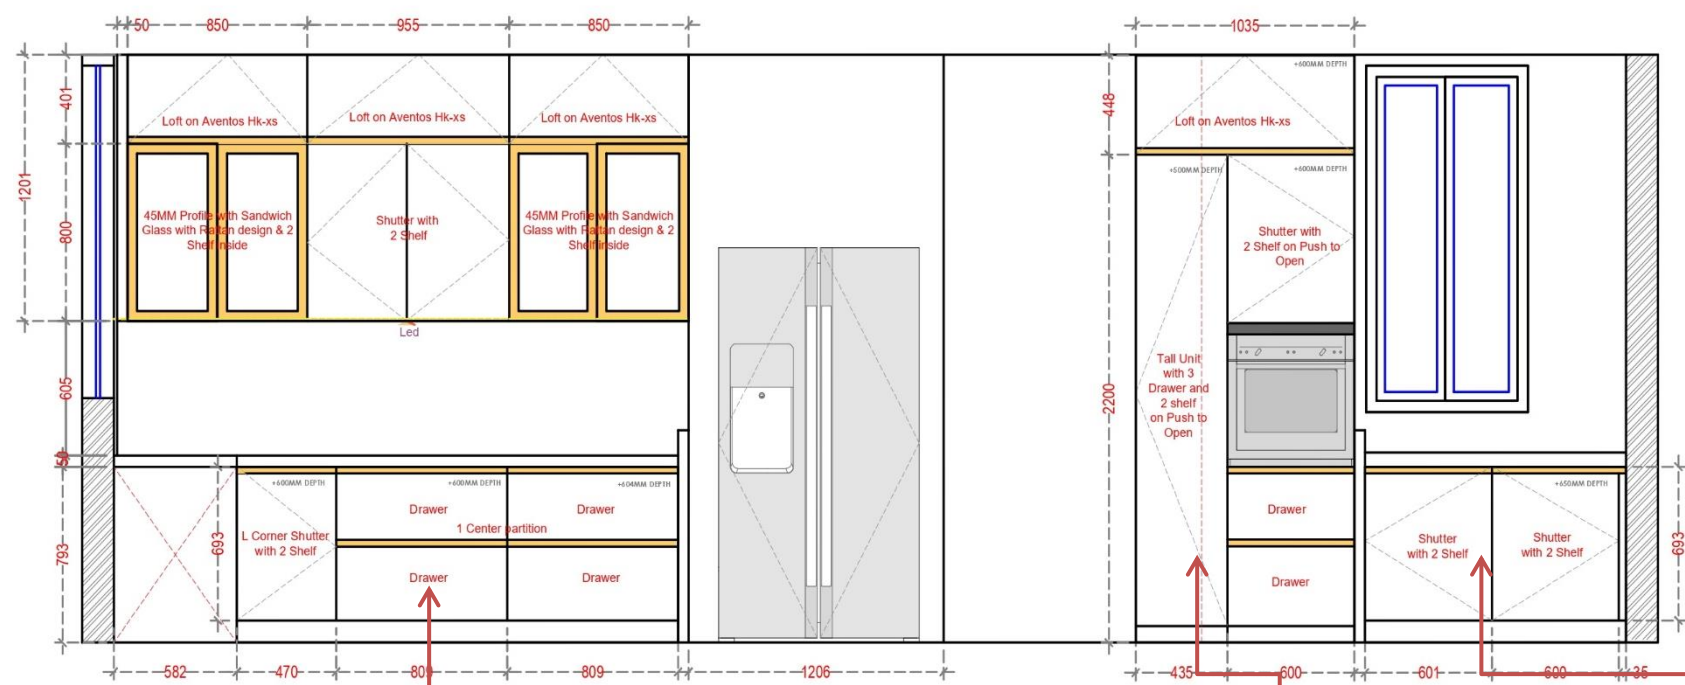 50 850 955 850 1035
401
Loft on Aventos Hk-xs
Loft on Aventos Hk-xs
Loft on Aventos Hk-xs
+600MM DEPTH
448
Loft on Aventos Hk-xs
1201
800
45MM Profile with Sandwich
Glass with Rattan design & 2
Shelf inside
Shutter with
2 Shelf
45MM Profile with Sandwich
Glass with Rattan design & 2
Shelf inside
+500MM DEPTH
+600MM DEPTH
Shutter with
2 Shelf on Push to
Open
Led
605
2200
Tall Unit
with 3
Drawer and
2 shelf
on Push to
Open
50
793
693
+600MM DEPTH
L Corner Shutter
with 2 Shelf
+600MM DEPTH
Drawer
+604MM DEPTH
Drawer
1 Center partition
Drawer
Drawer
Drawer
Drawer
Shutter
with 2 Shelf
+650MM DEPTH
Shutter
with 2 Shelf
693
582 470 809 809 1206 435 600 601 600 35